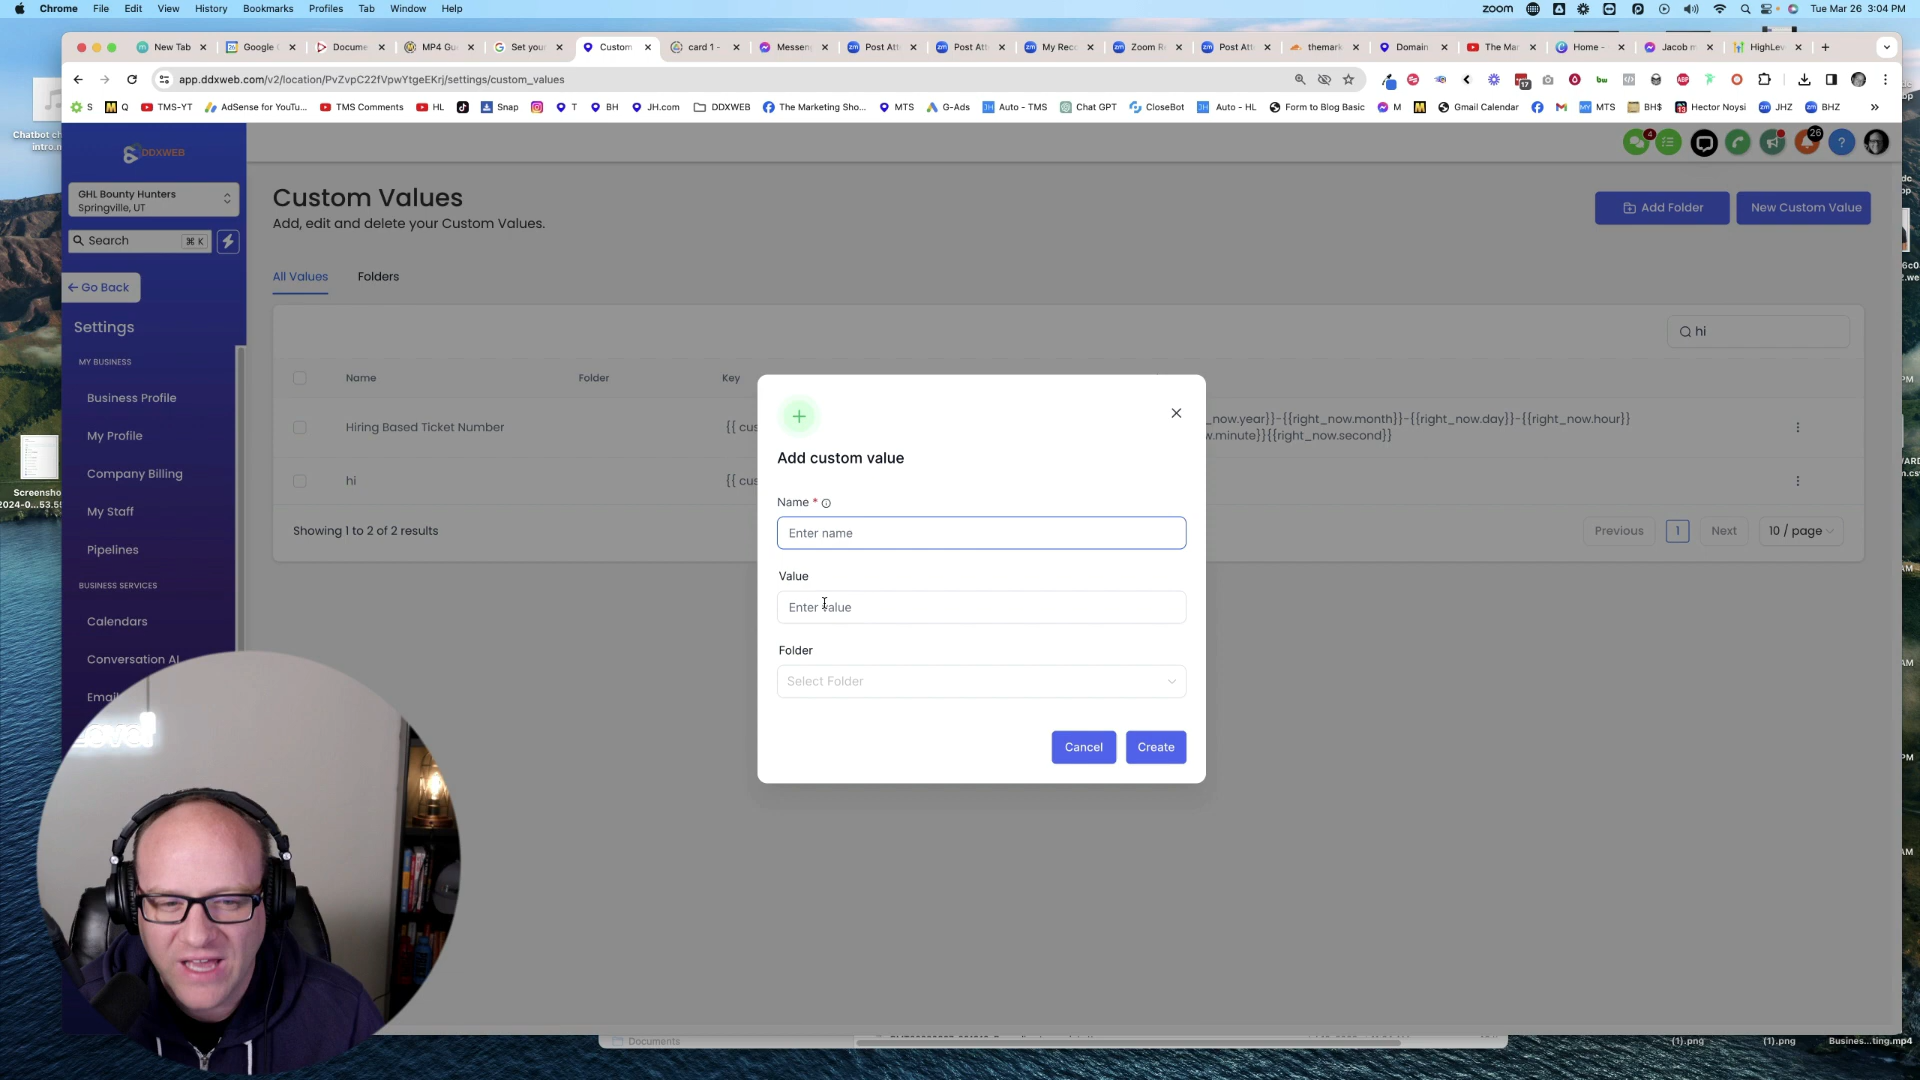 Chrome File Edit View History Bookmarks Profiles Tab Window Help
zoom Tue Mar 26 3:04 PM
New Tab Google Docume MP4 Gu Set your Custom card 1 - Messen Post Att Post Att My Rec Zoom R Post Att themark Domain The Mar Home - Jacob m HighLev
app.ddxweb.com/v2/location/PvZvpC22fVpwYtgeEKrj/settings/custom_values
17
S Q TMS-YT AdSense for YouTu... TMS Comments HL Snap T BH JH.com DDXWEB The Marketing Sho... MTS G-Ads Auto - TMS Chat GPT CloseBot Auto - HL Form to Blog Basic M Gmail Calendar MTS BH$ Hector Noysi JHZ BHZ
Chatbot ch
intro.m
DDXWEB
4
26
GHL Bounty Hunters
Springville, UT
Search ⌘ K
← Go Back
Settings
MY BUSINESS
Business Profile
My Profile
Company Billing
My Staff
Pipelines
BUSINESS SERVICES
Calendars
Conversation AI
Emai
Level
Screensho
2024-0...53.5
Custom Values
Add, edit and delete your Custom Values.
Add Folder
New Custom Value
All Values Folders
hi
Name Folder Key
Hiring Based Ticket Number {{ cus _now.year}}-{{right_now.month}}-{{right_now.day}}-{{right_now.hour}}
w.minute}}{{right_now.second}}
hi {{ cus
Showing 1 to 2 of 2 results
Previous 1 Next 10 / page
Add custom value
Name *
Enter name
Value
Enter value
Folder
Select Folder
Cancel Create
Documents
(1).png (1).png Busines...ting.mp4